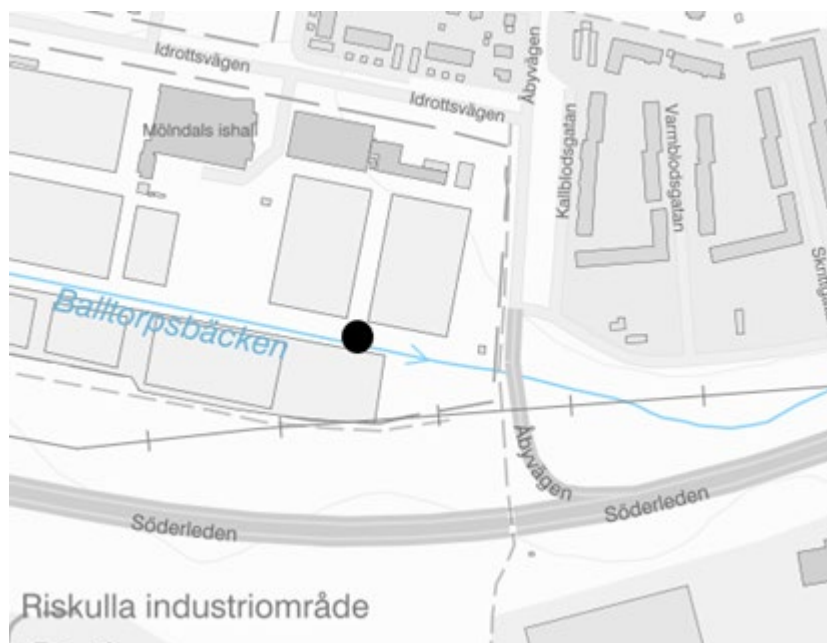 Idrottsvägen
Åbyvägen
Idrottsvägen
Mölndals ishall
Kallblodsgatan
Varmblodsgatan
Balltorpsbäcken
Åbyvägen
Söderleden
Söderleden
Riskulla industriområde